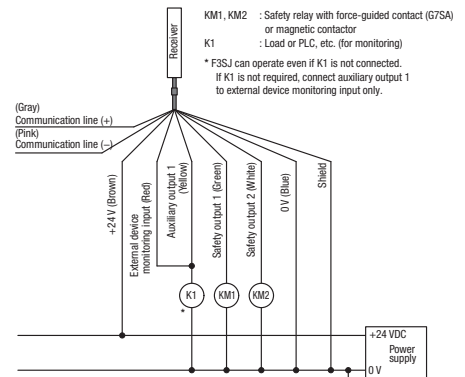 Receiver
KM1, KM2 : Safety relay with force-guided contact (G7SA)
or magnetic contactor
K1 : Load or PLC, etc. (for monitoring)
* F3SJ can operate even if K1 is not connected.
If K1 is not required, connect auxiliary output 1
to external device monitoring input only.
(Gray)
Communication line (+)
(Pink)
Communication line (–)
+24 V (Brown)
External device
monitoring input (Red)
Auxiliary output 1
(Yellow)
Safety output 1 (Green)
Safety output 2 (White)
0 V (Blue)
Shield
K1
KM1
KM2
*
+24 VDC
Power
supply
0 V